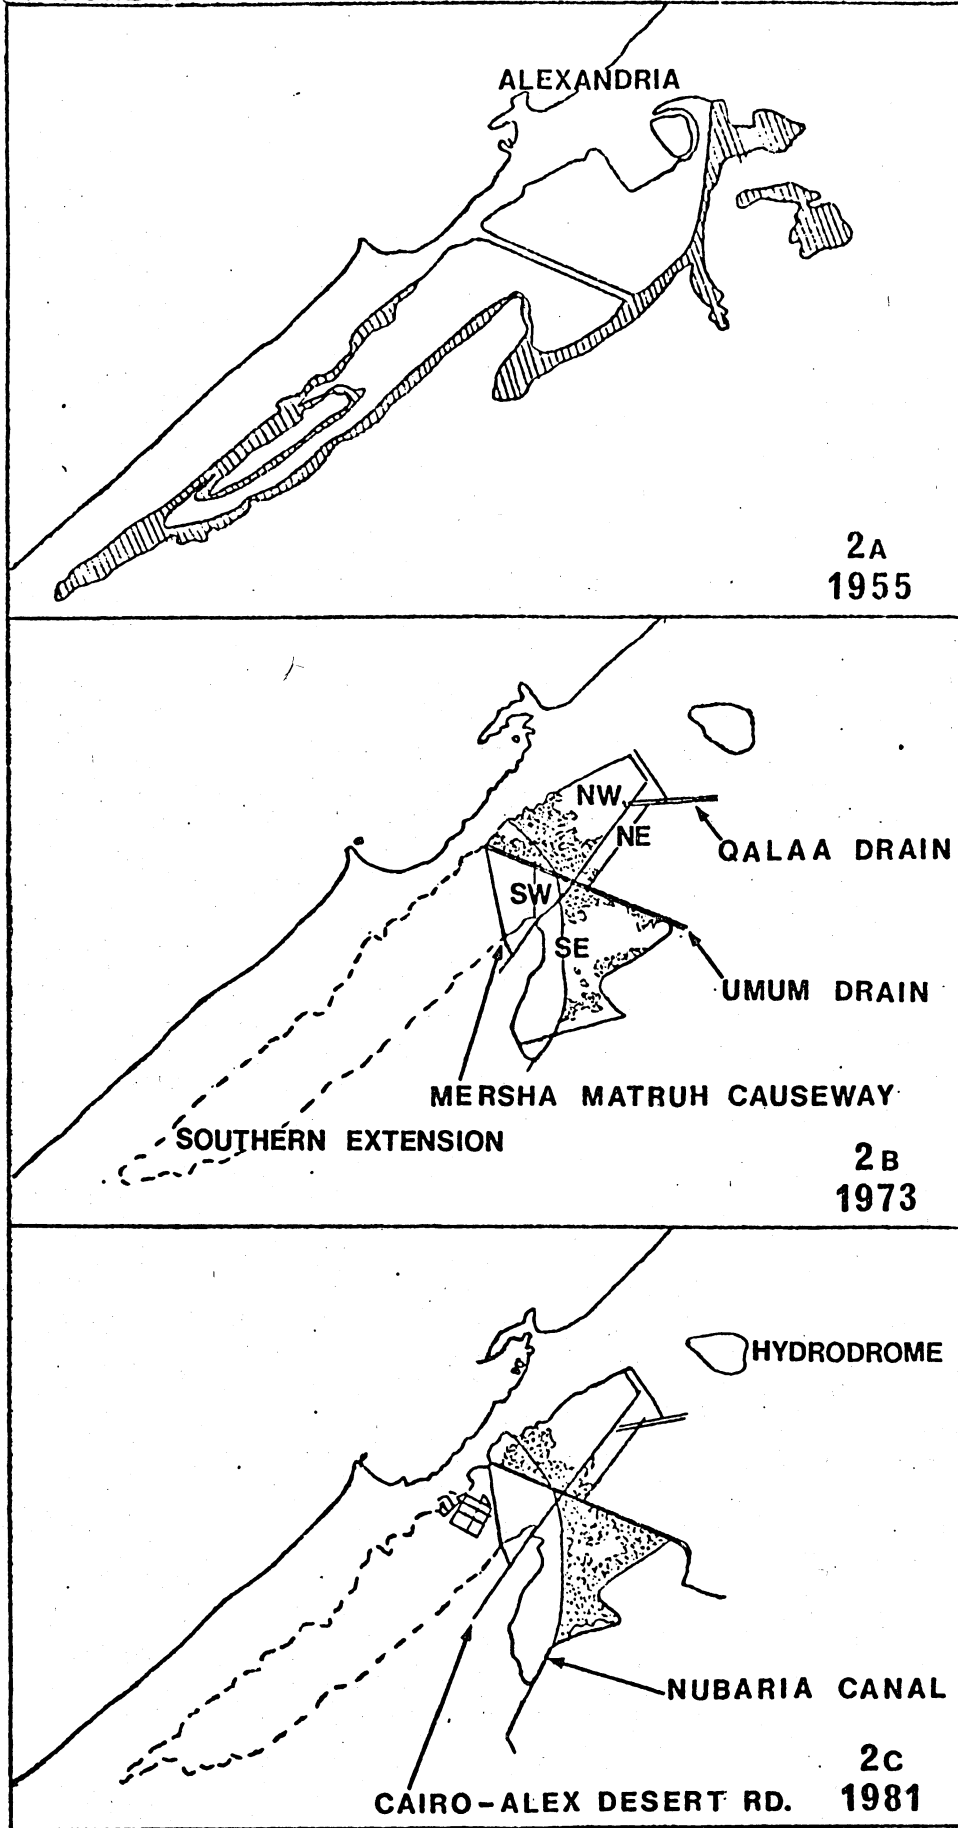 ALEXANDRIA
2A
1955
NW
NE
QALAA DRAIN
SW
SE
UMUM DRAIN
MERSHA MATRUH CAUSEWAY
SOUTHERN EXTENSION
2B
1973
HYDRODROME
NUBARIA CANAL
2C
CAIRO-ALEX DESERT RD.
1981